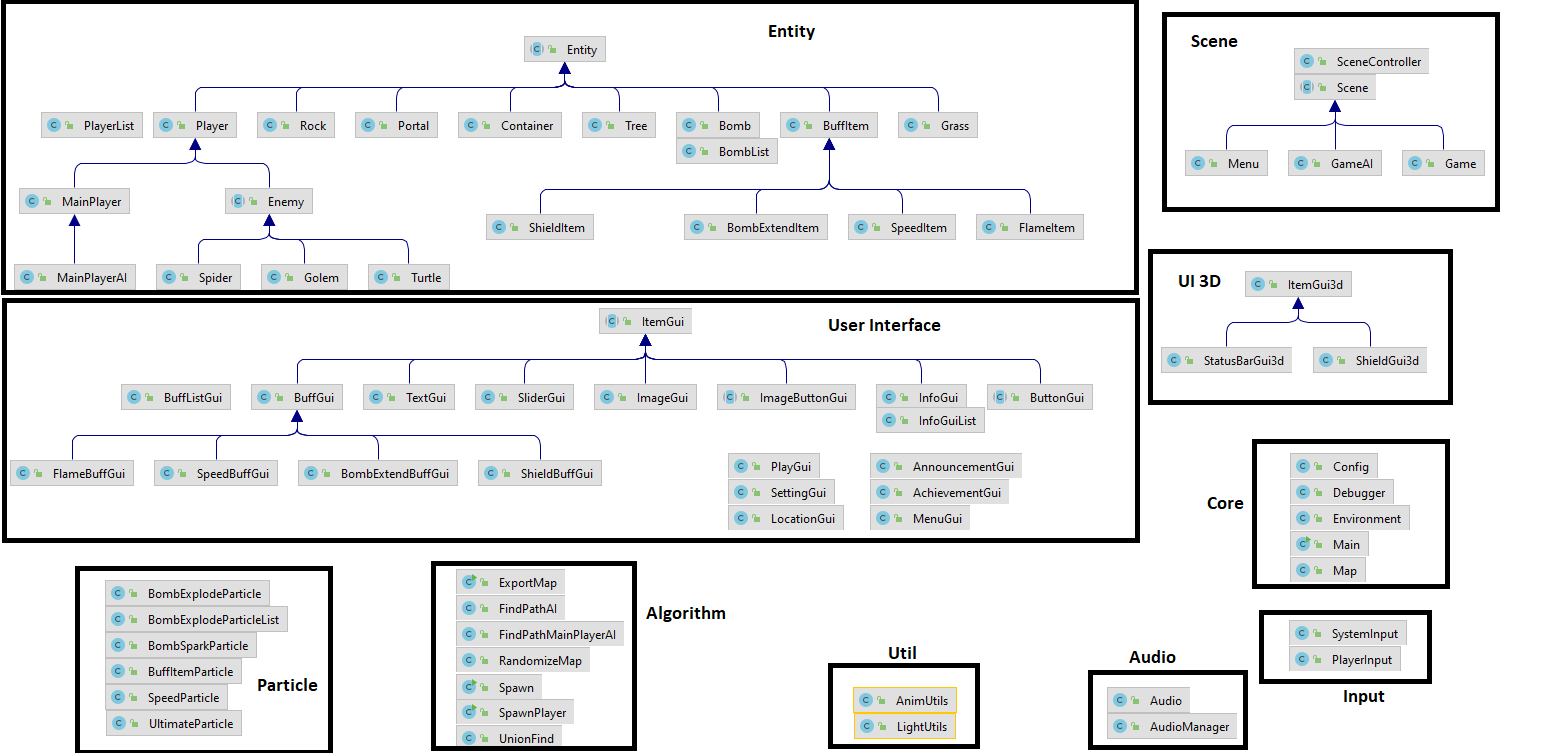 Entity
Entity
PlayerList
Player
Rock
Portal
Container
Tree
Bomb
BuffItem
Grass
BombList
MainPlayer
Enemy
ShieldItem
BombExtendItem
SpeedItem
FlameItem
MainPlayerAI
Spider
Golem
Turtle
Scene
SceneController
Scene
Menu
GameAI
Game
User Interface
ItemGui
BuffListGui
BuffGui
TextGui
SliderGui
ImageGui
ImageButtonGui
InfoGui
ButtonGui
InfoGuiList
FlameBuffGui
SpeedBuffGui
BombExtendBuffGui
ShieldBuffGui
PlayGui
SettingGui
LocationGui
AnnouncementGui
AchievementGui
MenuGui
UI 3D
ItemGui3d
StatusBarGui3d
ShieldGui3d
Core
Config
Debugger
Environment
Main
Map
Particle
BombExplodeParticle
BombExplodeParticleList
BombSparkParticle
BuffItemParticle
SpeedParticle
UltimateParticle
Algorithm
ExportMap
FindPathAI
FindPathMainPlayerAI
RandomizeMap
Spawn
SpawnPlayer
UnionFind
Util
AnimUtils
LightUtils
Audio
Audio
AudioManager
SystemInput
PlayerInput
Input